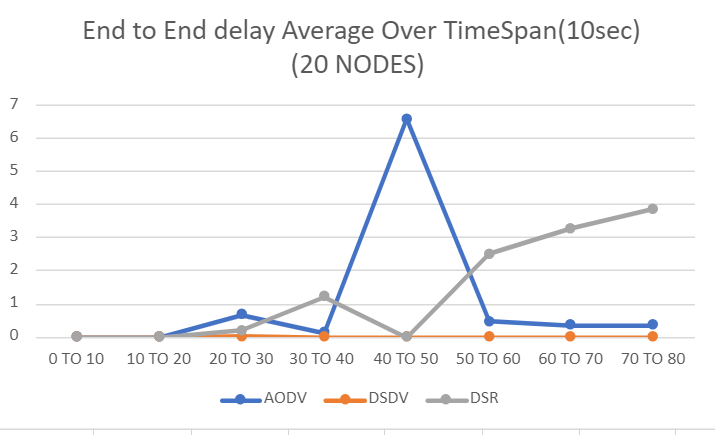 End to End delay Average Over TimeSpan(10sec)
(20 NODES)
7
6
5
4
3
2
1
0
0 TO 10 10 TO 20 20 TO 30 30 TO 40 40 TO 50 50 TO 60 60 TO 70 70 TO 80
AODV DSDV DSR